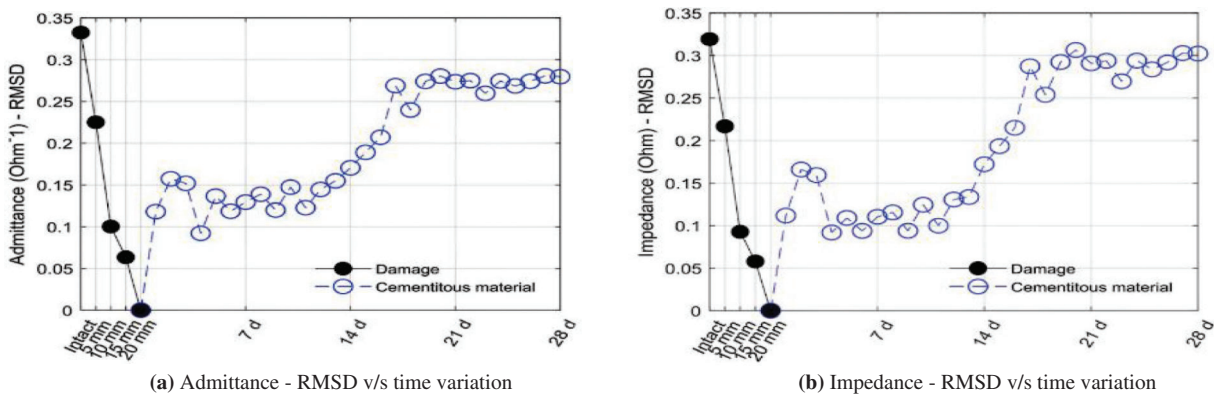 0.35
0.3
0.25
0.2
0.15
0.1
0.05
0
Admittance (Ohm^-1) - RMSD
Damage
Cementitous material
Intact
5 mm
10 mm
15 mm
20 mm
7 d
14 d
21 d
28 d
(a) Admittance - RMSD v/s time variation
0.35
0.3
0.25
0.2
0.15
0.1
0.05
0
Impedance (Ohm) - RMSD
Damage
Cementitous material
Intact
5 mm
10 mm
15 mm
20 mm
7 d
14 d
21 d
28 d
(b) Impedance - RMSD v/s time variation